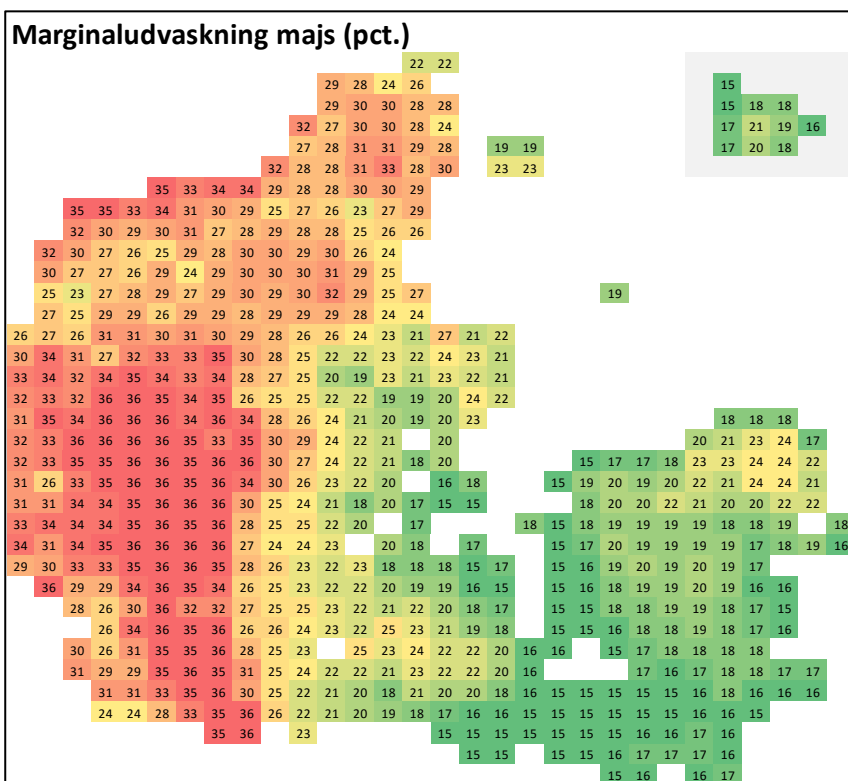 Marginaludvaskning majs (pct.)
22 22
29 28 24 26 15
29 30 30 28 28 15 18 18
32 27 30 30 28 24 17 21 19 16
27 28 31 31 29 28 19 19 17 20 18
32 28 28 31 33 28 30 23 23
35 33 34 34 29 28 28 30 30 29
35 35 33 34 31 30 29 25 27 26 23 27 29
32 30 29 30 31 27 28 29 28 28 25 26 26
32 30 27 26 25 29 28 30 30 29 30 26 24
30 27 27 26 29 24 29 30 30 30 31 29 25
25 23 27 28 29 27 29 30 29 30 32 29 25 27 19
27 25 29 29 26 29 28 29 29 29 28 24 24
26 27 26 31 31 30 31 30 29 28 26 26 24 23 21 27 21 22
30 34 31 27 32 33 33 35 30 28 25 22 22 23 22 24 23 21
33 34 32 34 35 34 33 34 28 27 25 20 19 23 21 23 22 21
32 33 32 36 36 35 34 35 26 25 25 22 22 19 19 20 24 22
31 35 34 36 36 36 34 36 34 28 26 24 21 20 19 20 23 18 18 18
32 33 36 36 36 36 35 33 35 30 29 24 22 21 20 20 21 23 24 17
32 33 35 35 36 36 35 36 36 30 27 24 22 21 18 20 15 17 17 18 23 23 24 24 22
31 26 33 35 36 36 35 36 34 30 26 23 22 20 16 18 15 19 20 19 20 22 21 24 24 21
31 31 34 34 35 36 36 36 30 25 24 21 18 20 17 15 15 18 20 20 22 21 20 20 22 22
33 34 34 34 35 36 35 36 28 25 25 22 20 17 18 15 18 19 19 19 19 18 18 19 18
34 31 34 35 36 36 36 36 27 24 24 23 20 18 17 15 17 20 19 19 19 19 17 18 19 16
29 30 33 33 35 36 36 35 28 26 23 22 23 18 18 18 15 17 15 16 19 20 19 20 19 17
36 29 29 34 36 35 34 26 25 23 22 22 20 19 19 16 15 16 16 18 19 19 20 19 16 16
28 26 30 36 32 32 27 25 25 23 22 21 22 20 18 17 15 15 18 18 19 19 18 17 15
26 34 36 35 36 26 26 24 23 22 25 23 21 19 18 15 15 16 18 18 19 18 17 16
30 26 31 35 35 36 28 25 23 25 23 24 22 22 20 16 16 15 17 18 18 18 18
31 29 29 35 36 35 31 25 24 22 22 21 23 22 22 20 16 17 16 17 18 18 18 17 17
31 31 33 35 36 30 25 22 21 20 18 21 20 20 18 16 15 15 15 15 15 16 18 16 16 16
24 24 28 33 35 36 26 22 21 20 19 18 17 16 16 15 15 15 15 15 16 16 15
35 36 23 15 15 15 15 15 15 15 16 16 17 16
15 15 15 15 16 17 17 17 16
15 16 16 17